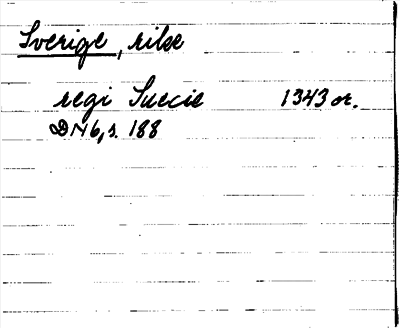 Sverige, rike
regi Suecie 1343 or.
DN 6, s. 188